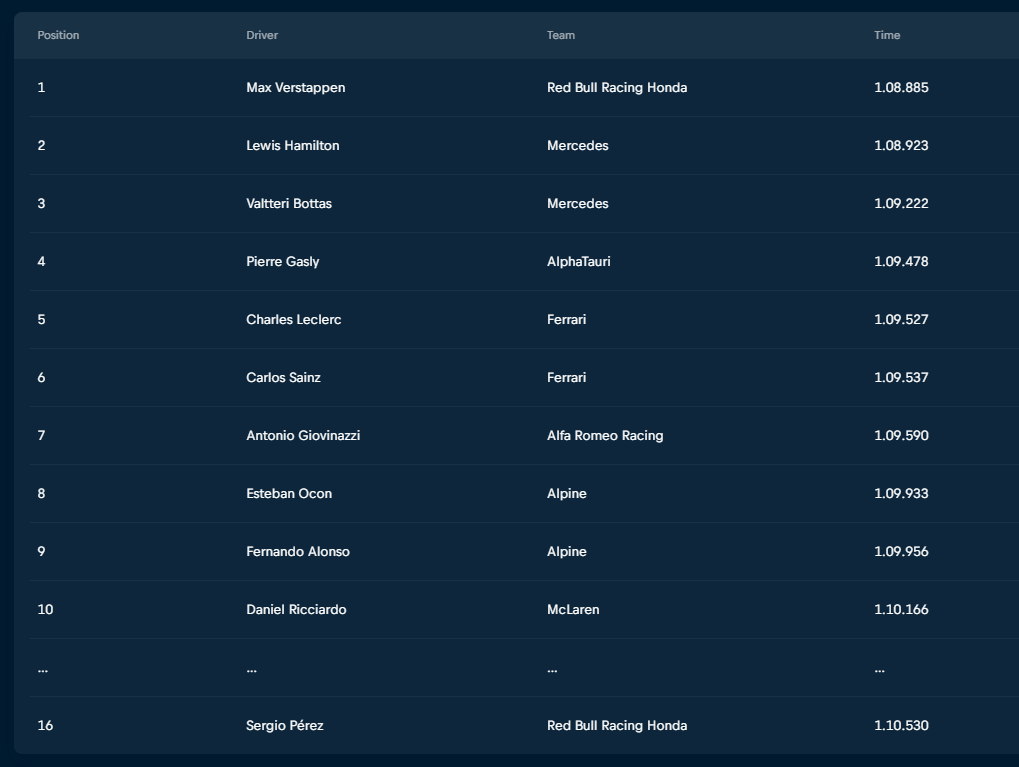 Position Driver Team Time
1 Max Verstappen Red Bull Racing Honda 1.08.885
2 Lewis Hamilton Mercedes 1.08.923
3 Valtteri Bottas Mercedes 1.09.222
4 Pierre Gasly AlphaTauri 1.09.478
5 Charles Leclerc Ferrari 1.09.527
6 Carlos Sainz Ferrari 1.09.537
7 Antonio Giovinazzi Alfa Romeo Racing 1.09.590
8 Esteban Ocon Alpine 1.09.933
9 Fernando Alonso Alpine 1.09.956
10 Daniel Ricciardo McLaren 1.10.166
... ... ... ...
16 Sergio Pérez Red Bull Racing Honda 1.10.530